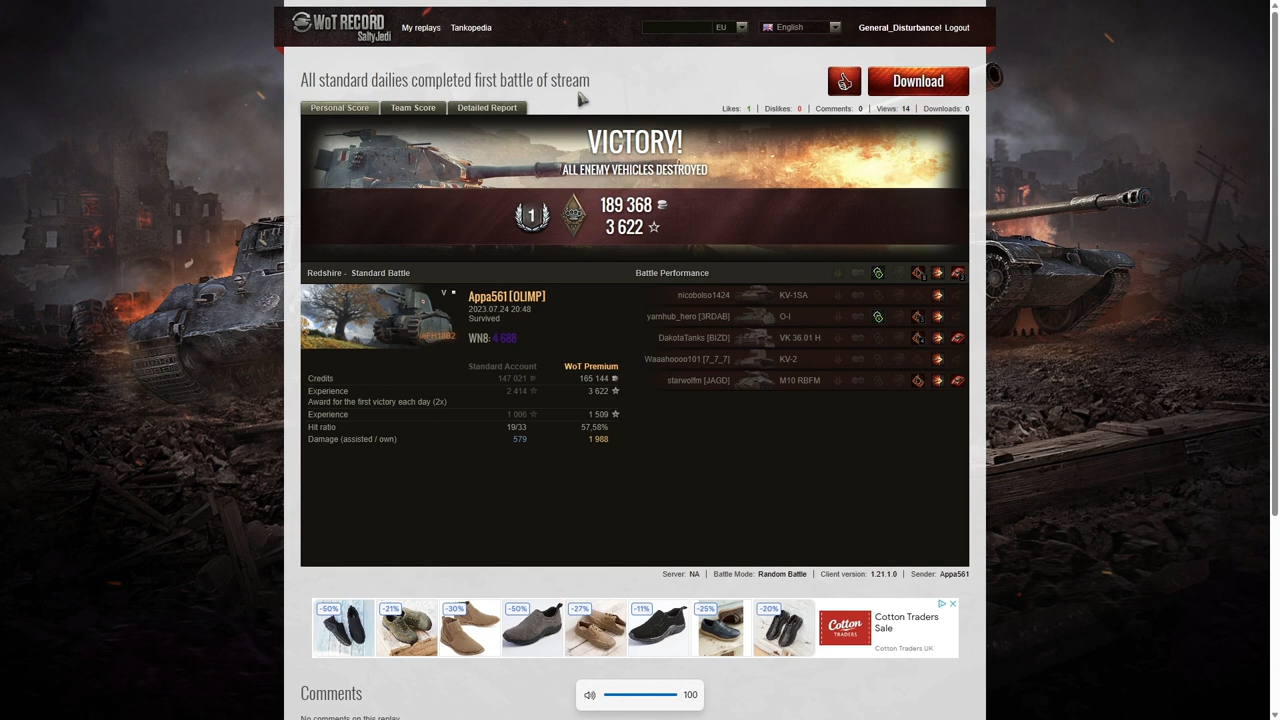 WoT RECORD
SaltyJedi
My replays Tankopedia EU English General_Disturbance! Logout
All standard dailies completed first battle of stream
Download
Personal Score Team Score Detailed Report
Likes: 1 | Dislikes: 0 | Comments: 0 | Views: 14 | Downloads: 0
VICTORY!
ALL ENEMY VEHICLES DESTROYED
1
189 368
3 622
Redshire - Standard Battle
Battle Performance
V
Appa561 [OLIMP]
2023.07.24 20:48
Survived
WN8: 4 688
Standard Account WoT Premium
Credits 147 021 165 144
Experience 2 414 3 622
Award for the first victory each day (2x)
Experience 1 006 1 509
Hit ratio 19/33 57,58%
Damage (assisted / own) 579 1 988
nicobolso1424 KV-1SA
yarnhub_hero [3RDAB] O-I
DakotaTanks [BIZD] VK 36.01 H
Waaahoooo101 [7_7_7] KV-2
starwolfm [JAGD] M10 RBFM
Server: NA | Battle Mode: Random Battle | Client version: 1.21.1.0 | Sender: Appa561
-50% -21% -30% -50% -27% -11% -25% -20%
Cotton
TRADERS
Cotton Traders
Sale
Cotton Traders UK
Comments
100
No comments on this replay